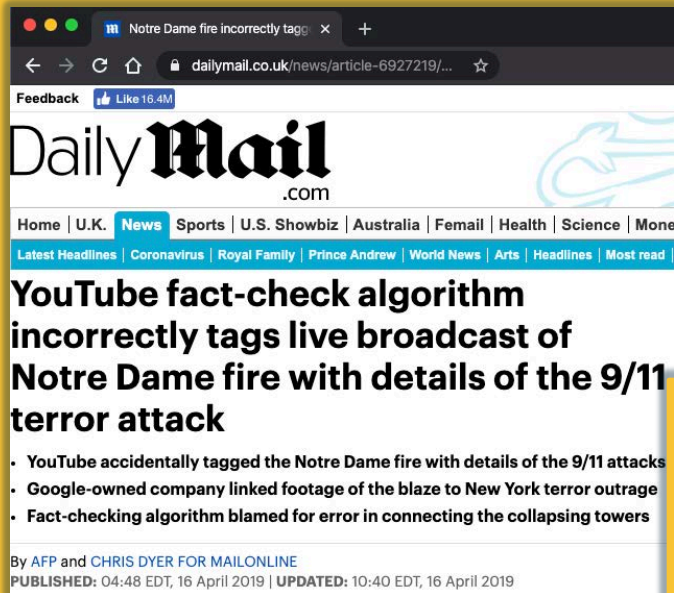 Notre Dame fire incorrectly tagg
dailymail.co.uk/news/article-6927219/...
Feedback Like 16.4M
Daily Mail
.com
Home | U.K. News Sports | U.S. Showbiz | Australia | Femail | Health | Science | Mone
Latest Headlines | Coronavirus | Royal Family | Prince Andrew | World News | Arts | Headlines | Most read |
YouTube fact-check algorithm
incorrectly tags live broadcast of
Notre Dame fire with details of the 9/11
terror attack
• YouTube accidentally tagged the Notre Dame fire with details of the 9/11 attacks
• Google-owned company linked footage of the blaze to New York terror outrage
• Fact-checking algorithm blamed for error in connecting the collapsing towers
By AFP and CHRIS DYER FOR MAILONLINE
PUBLISHED: 04:48 EDT, 16 April 2019 | UPDATED: 10:40 EDT, 16 April 2019